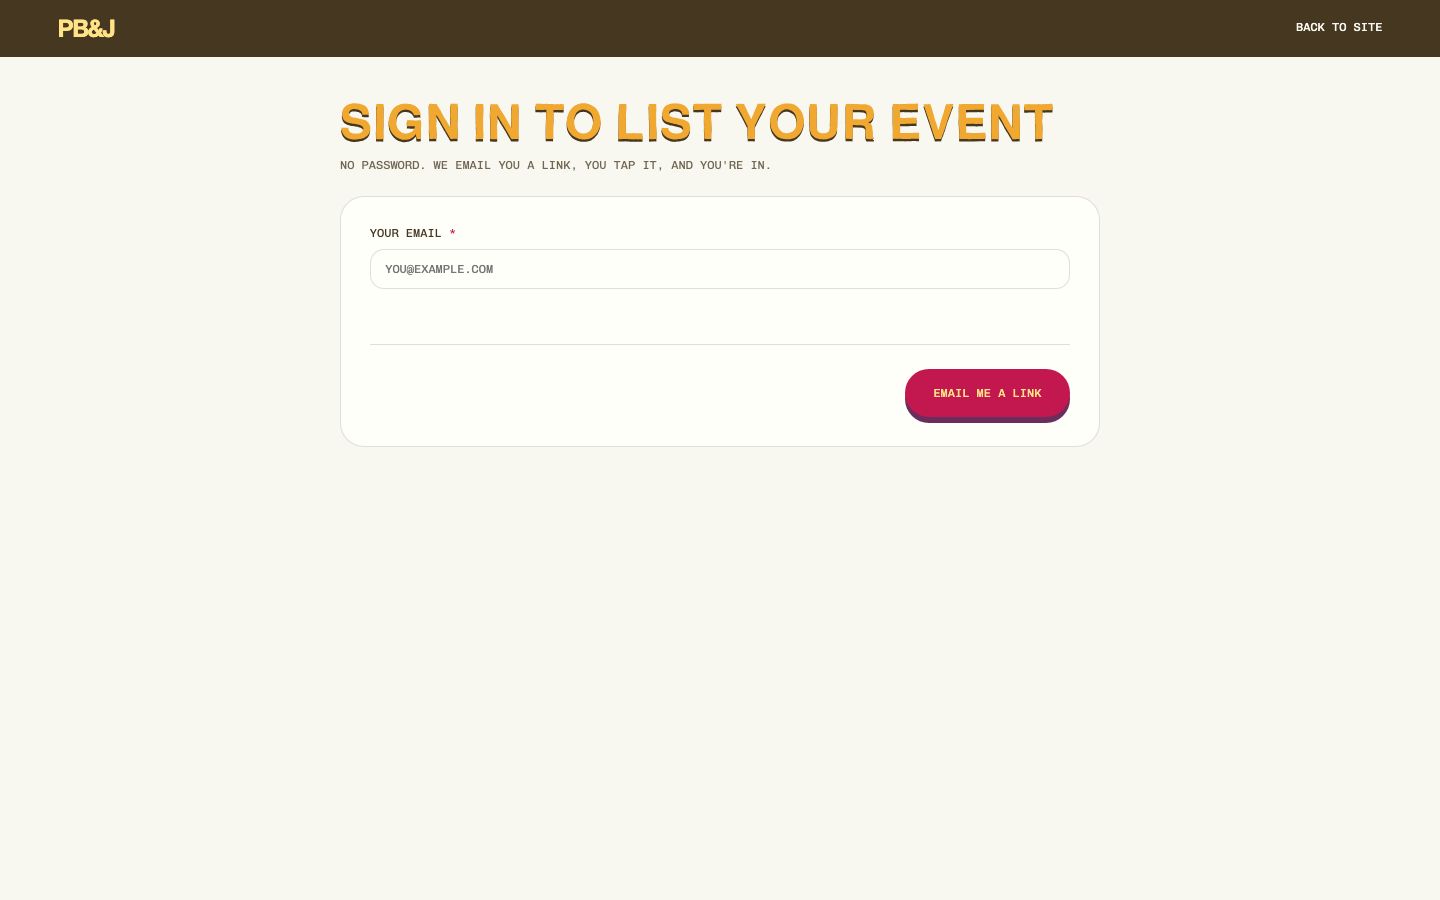 PB&J
BACK TO SITE
SIGN IN TO LIST YOUR EVENT
NO PASSWORD. WE EMAIL YOU A LINK, YOU TAP IT, AND YOU'RE IN.
YOUR EMAIL *
YOU@EXAMPLE.COM
EMAIL ME A LINK